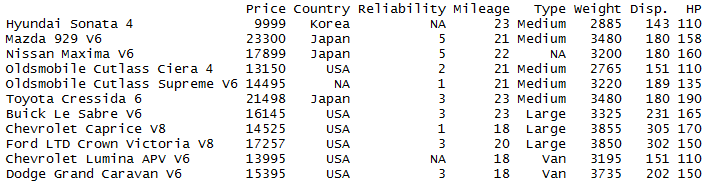 Price Country Reliability Mileage Type Weight Disp. HP
Hyundai Sonata 4 9999 Korea NA 23 Medium 2885 143 110
Mazda 929 V6 23300 Japan 5 21 Medium 3480 180 158
Nissan Maxima V6 17899 Japan 5 22 NA 3200 180 160
Oldsmobile Cutlass Ciera 4 13150 USA 2 21 Medium 2765 151 110
Oldsmobile Cutlass Supreme V6 14495 NA 1 21 Medium 3220 189 135
Toyota Cressida 6 21498 Japan 3 23 Medium 3480 180 190
Buick Le Sabre V6 16145 USA 3 23 Large 3325 231 165
Chevrolet Caprice V8 14525 USA 1 18 Large 3855 305 170
Ford LTD Crown Victoria V8 17257 USA 3 20 Large 3850 302 150
Chevrolet Lumina APV V6 13995 USA NA 18 Van 3195 151 110
Dodge Grand Caravan V6 15395 USA 3 18 Van 3735 202 150